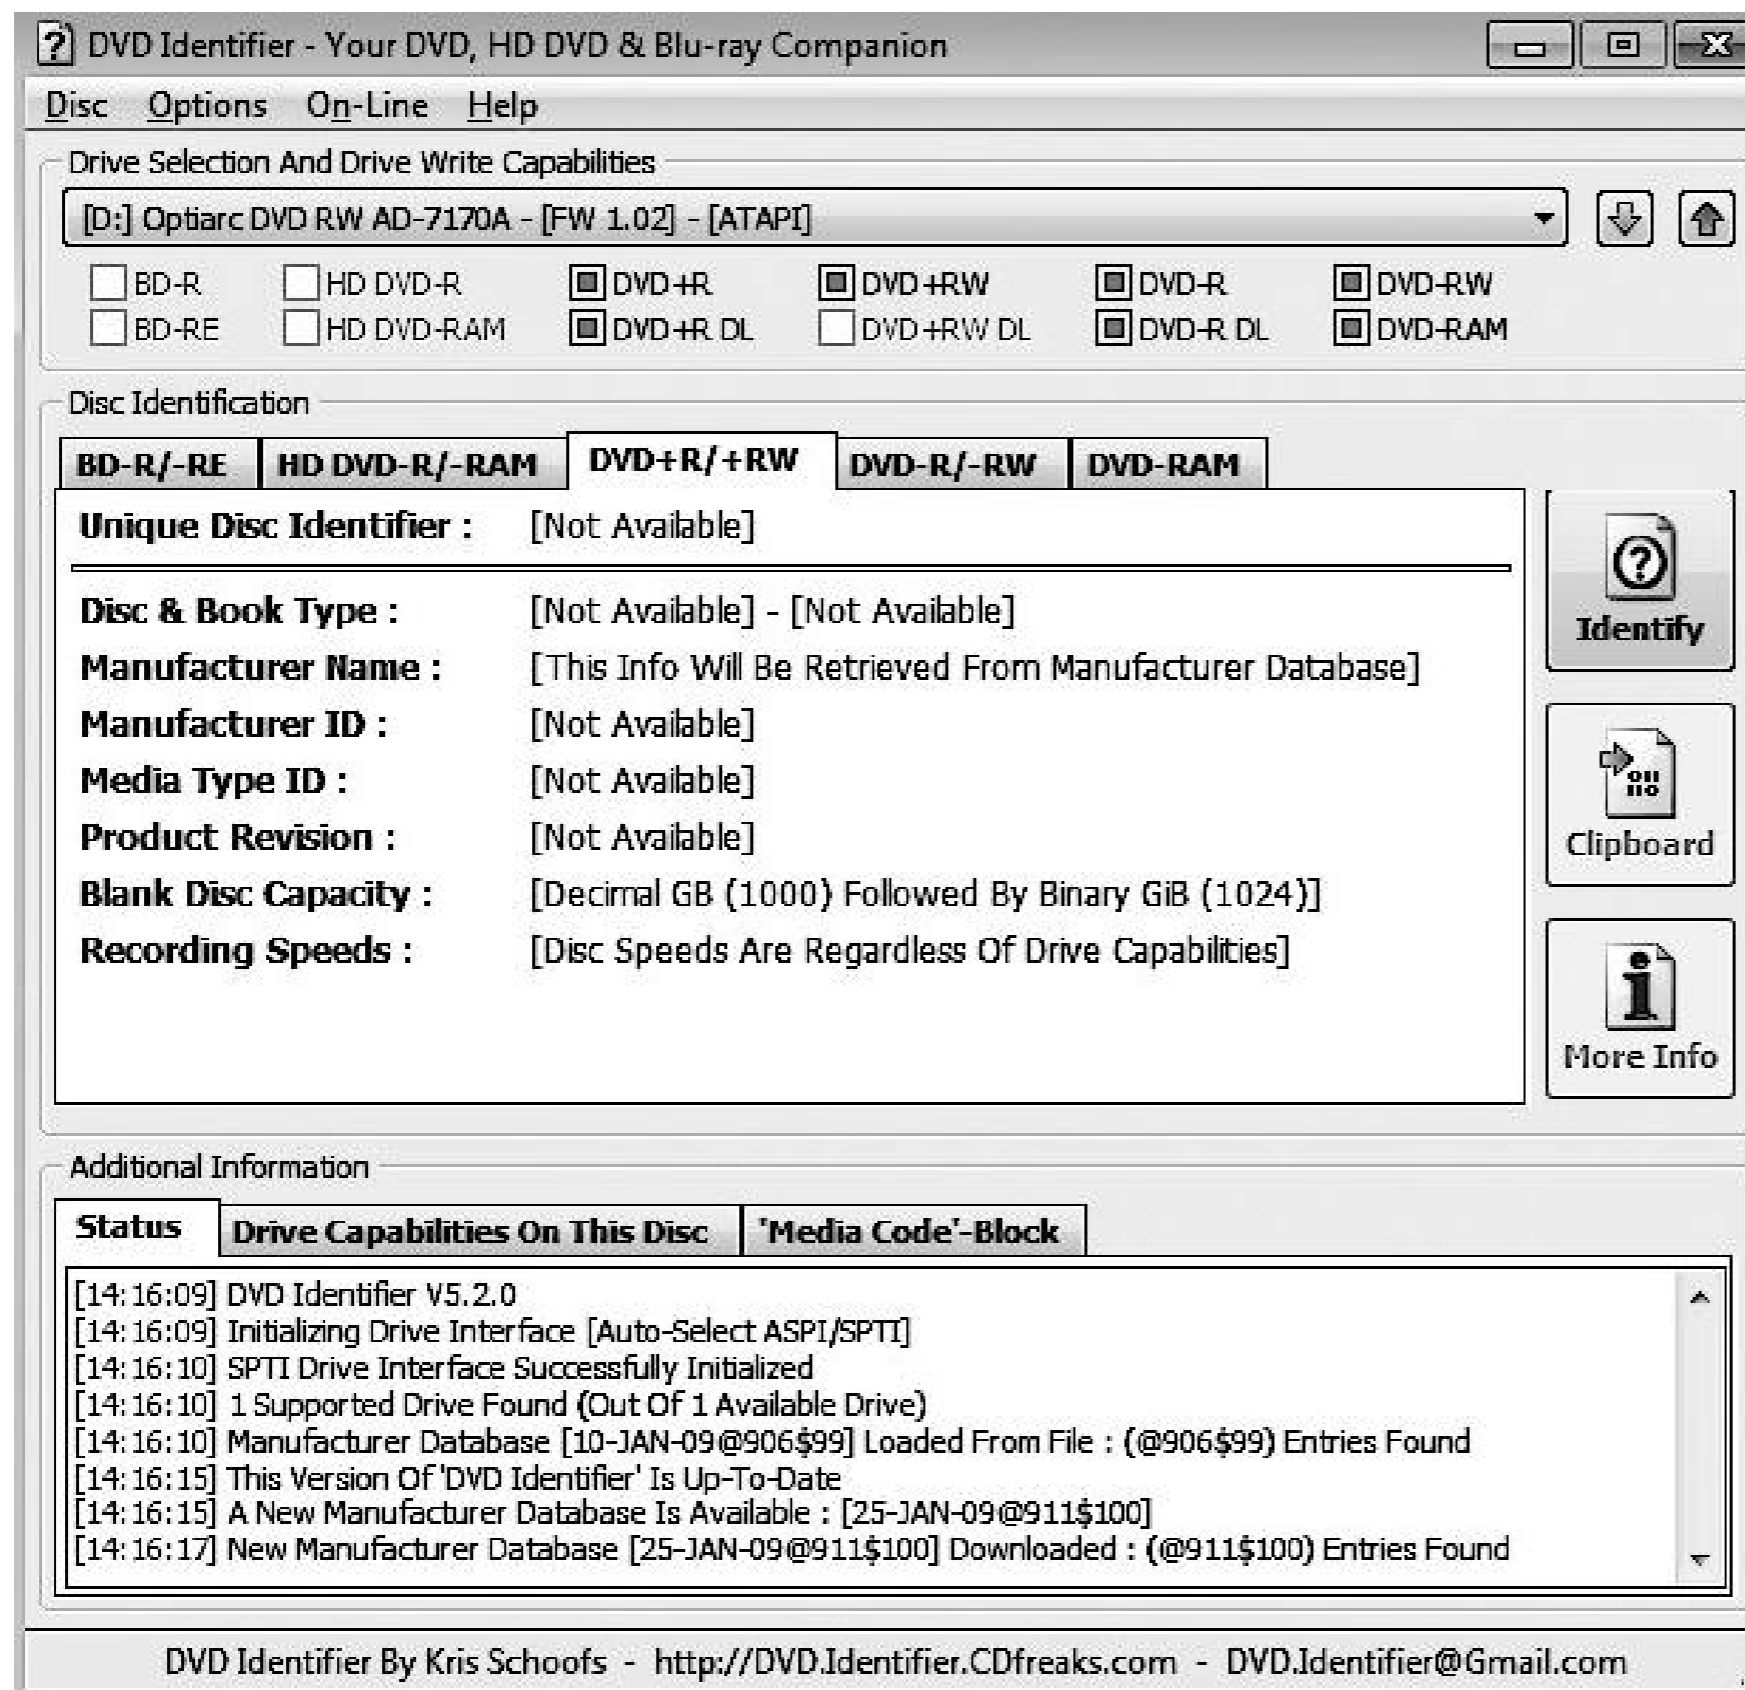 DVD Identifier - Your DVD, HD DVD & Blu-ray Companion
Disc Options On-Line Help
Drive Selection And Drive Write Capabilities
[D:] Optiarc DVD RW AD-7170A - [FW 1.02] - [ATAPI]
BD-R HD DVD-R DVD+R DVD+RW DVD-R DVD-RW
BD-RE HD DVD-RAM DVD+R DL DVD+RW DL DVD-R DL DVD-RAM
Disc Identification
BD-R/-RE HD DVD-R/-RAM DVD+R/+RW DVD-R/-RW DVD-RAM
Unique Disc Identifier : [Not Available]
Disc & Book Type : [Not Available] - [Not Available]
Manufacturer Name : [This Info Will Be Retrieved From Manufacturer Database]
Manufacturer ID : [Not Available]
Media Type ID : [Not Available]
Product Revision : [Not Available]
Blank Disc Capacity : [Decimal GB (1000) Followed By Binary GiB (1024)]
Recording Speeds : [Disc Speeds Are Regardless Of Drive Capabilities]
Identify
Clipboard
More Info
Additional Information
Status Drive Capabilities On This Disc 'Media Code'-Block
[14:16:09] DVD Identifier V5.2.0
[14:16:09] Initializing Drive Interface [Auto-Select ASPI/SPTI]
[14:16:10] SPTI Drive Interface Successfully Initialized
[14:16:10] 1 Supported Drive Found (Out Of 1 Available Drive)
[14:16:10] Manufacturer Database [10-JAN-09@906$99] Loaded From File : (@906$99) Entries Found
[14:16:15] This Version Of 'DVD Identifier' Is Up-To-Date
[14:16:15] A New Manufacturer Database Is Available : [25-JAN-09@911$100]
[14:16:17] New Manufacturer Database [25-JAN-09@911$100] Downloaded : (@911$100) Entries Found
DVD Identifier By Kris Schoofs - http://DVD.Identifier.CDfreaks.com - DVD.Identifier@Gmail.com